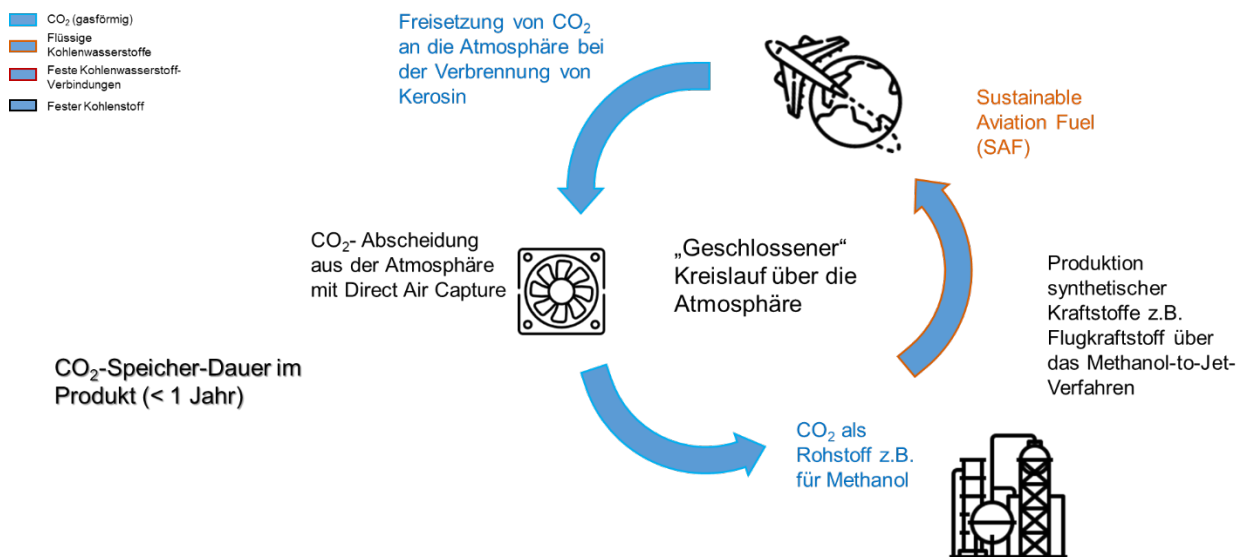 CO₂ (gasförmig)
Flüssige
Kohlenwasserstoffe
Feste Kohlenwasserstoff-
Verbindungen
Fester Kohlenstoff
Freisetzung von CO₂
an die Atmosphäre bei
der Verbrennung von
Kerosin
Sustainable
Aviation Fuel
(SAF)
CO₂- Abscheidung
aus der Atmosphäre
mit Direct Air Capture
„Geschlossener“
Kreislauf über die
Atmosphäre
Produktion
synthetischer
Kraftstoffe z.B.
Flugkraftstoff über
das Methanol-to-Jet-
Verfahren
CO₂-Speicher-Dauer im
Produkt (< 1 Jahr)
CO₂ als
Rohstoff z.B.
für Methanol